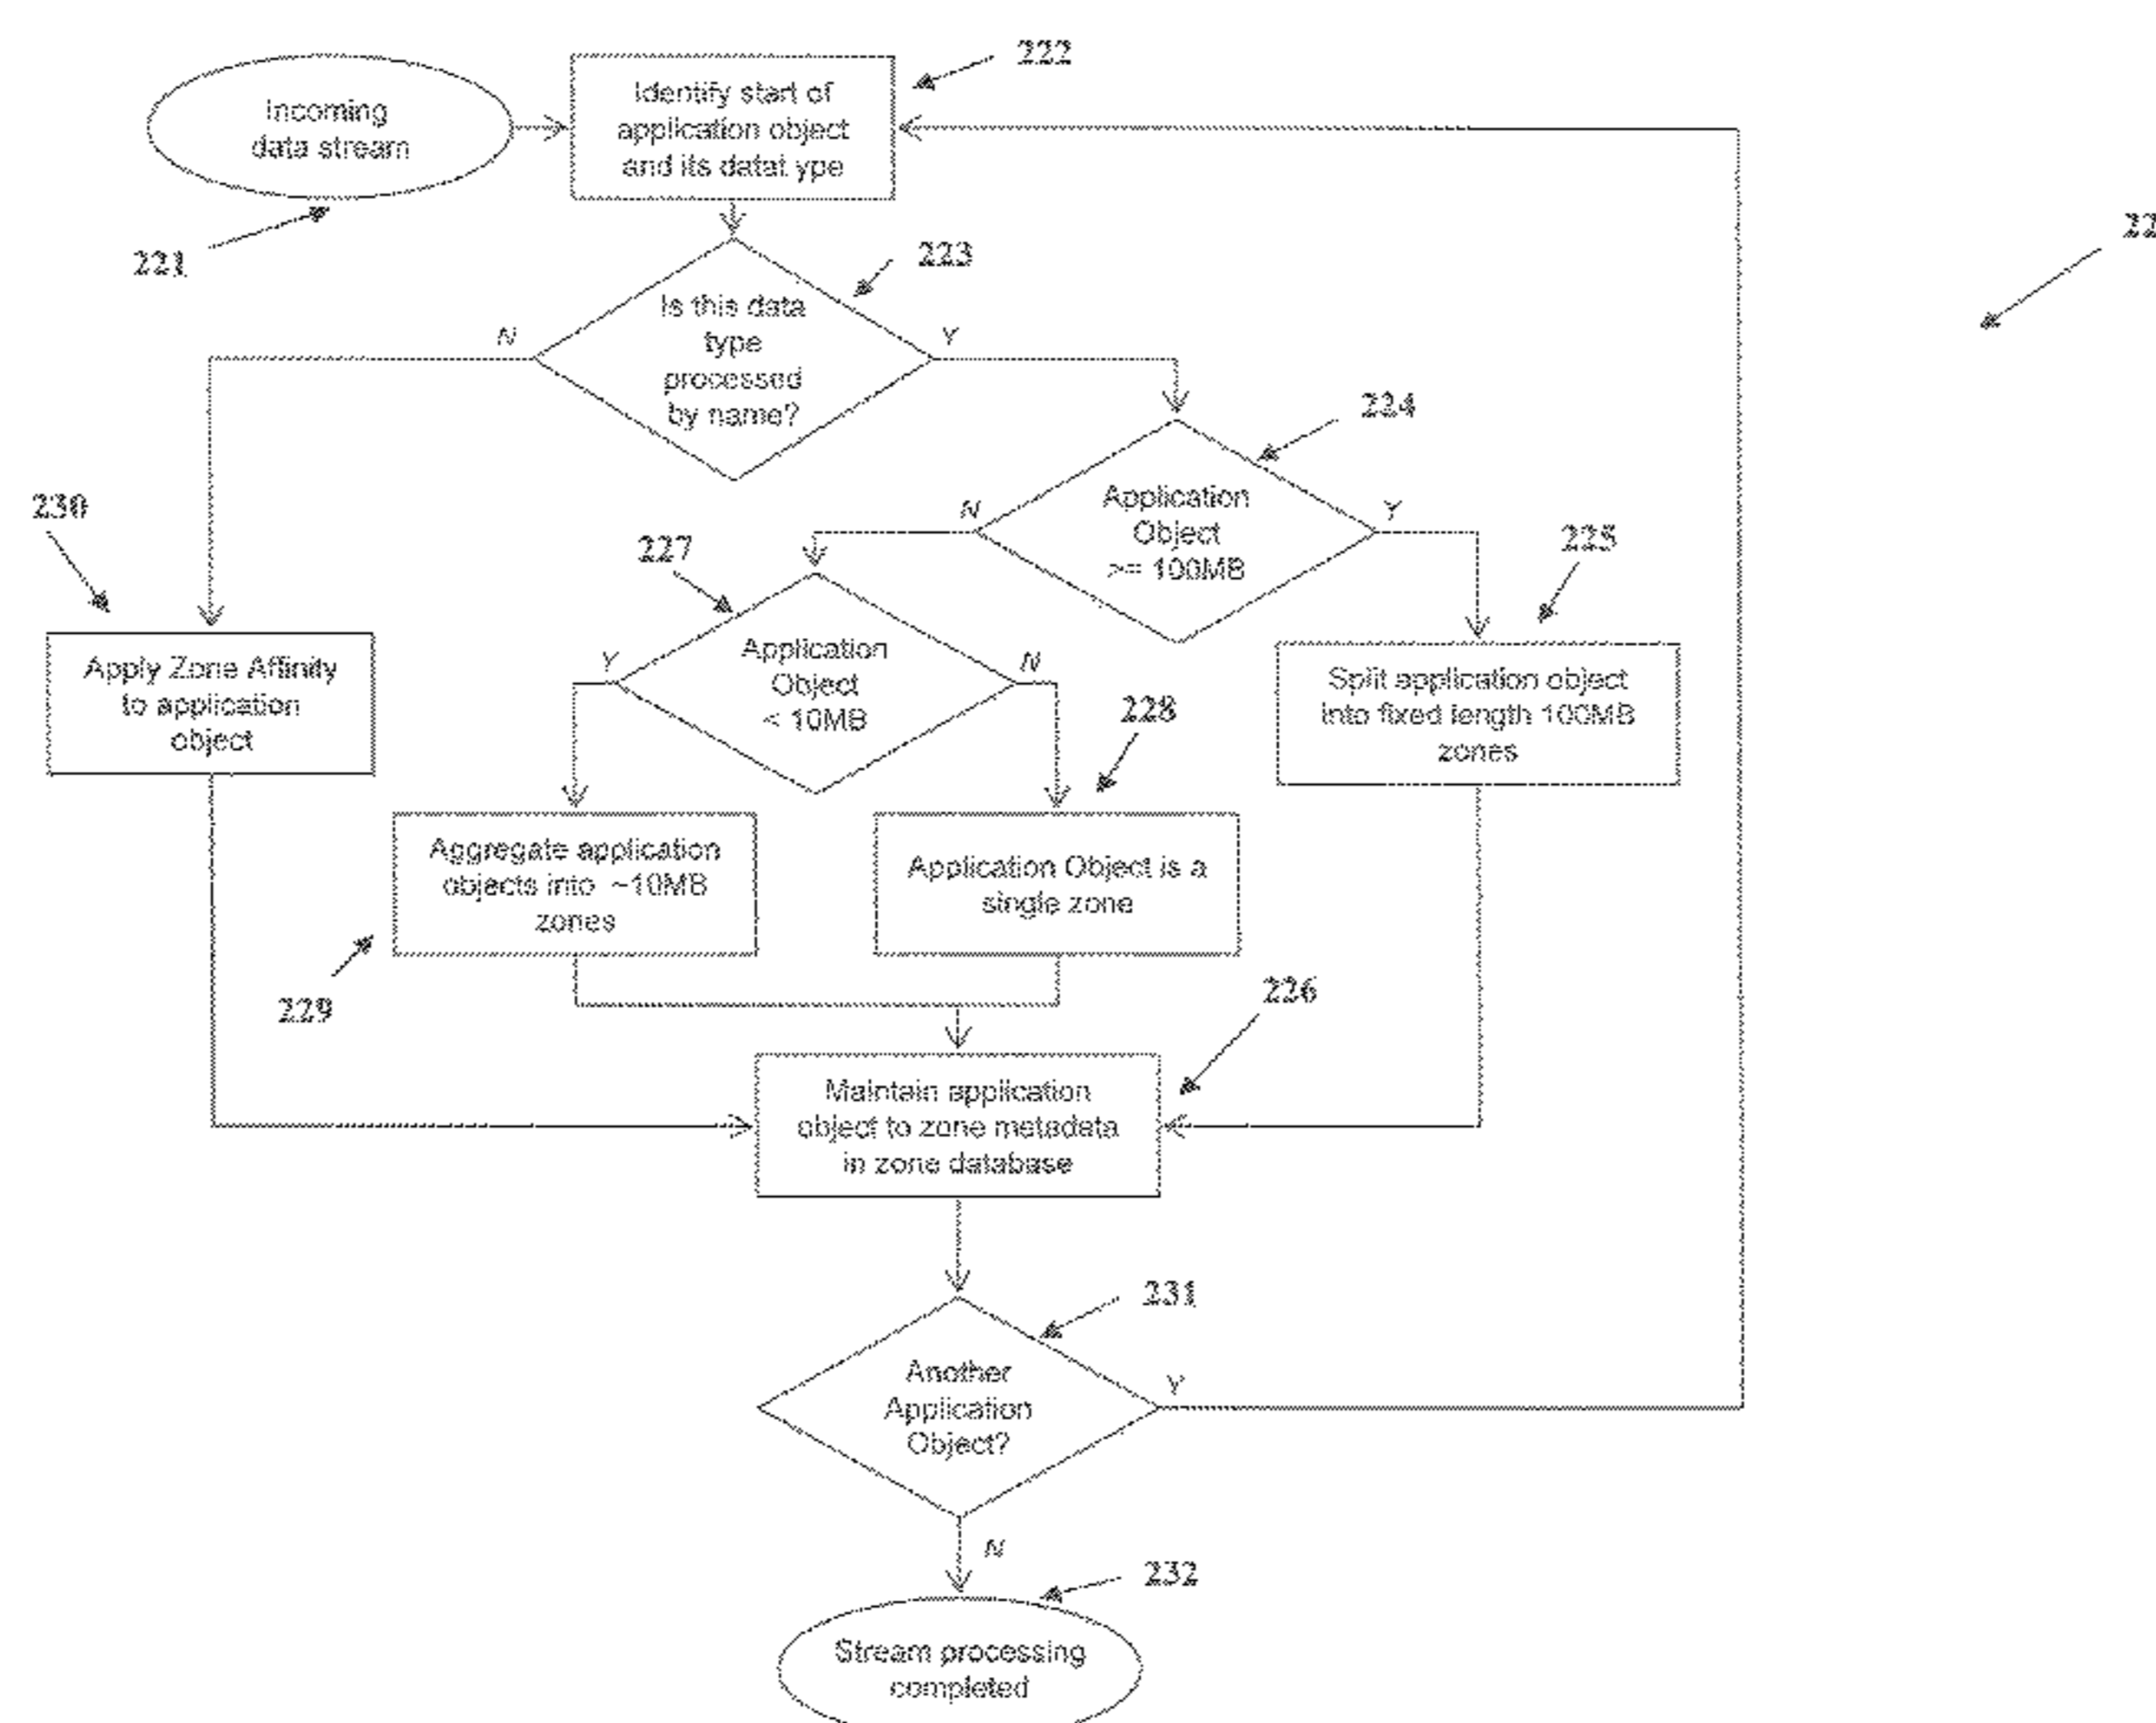 222
Incoming
data stream
Identify start of
application object
and its datat ype
221
22
223
Is this data
type
processed
by name?
N
Y
224
Application
Object
>= 100MB
N
Y
230
227
225
Application
Object
< 10MB
Y
N
Apply Zone Affinity
to application
object
228
Split application object
into fixed length 100MB
zones
Aggregate application
objects into ~10MB
zones
Application Object is a
single zone
229
226
Maintain application
object to zone metadata
in zone database
231
Another
Application
Object?
Y
N
232
Stream processing
completed